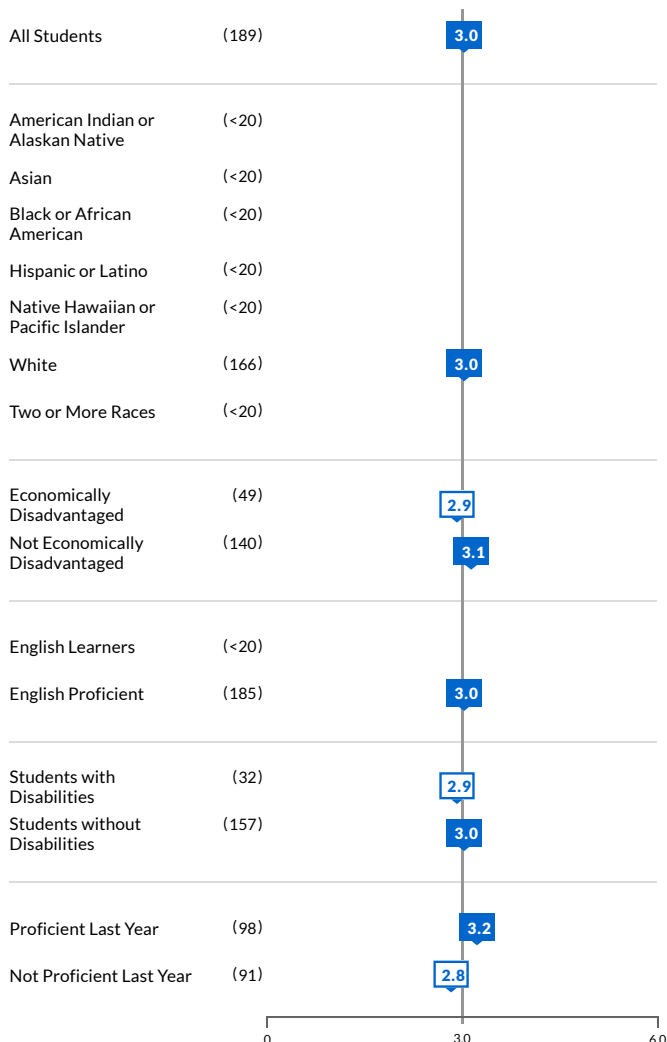 All Students (189) 3.0
American Indian or (<20)
Alaskan Native
Asian (<20)
Black or African (<20)
American
Hispanic or Latino (<20)
Native Hawaiian or (<20)
Pacific Islander
White (166) 3.0
Two or More Races (<20)
Economically (49) 2.9
Disadvantaged
Not Economically (140) 3.1
Disadvantaged
English Learners (<20)
English Proficient (185) 3.0
Students with (32) 2.9
Disabilities
Students without (157) 3.0
Disabilities
Proficient Last Year (98) 3.2
Not Proficient Last Year (91) 2.8
0 3.0 6.0